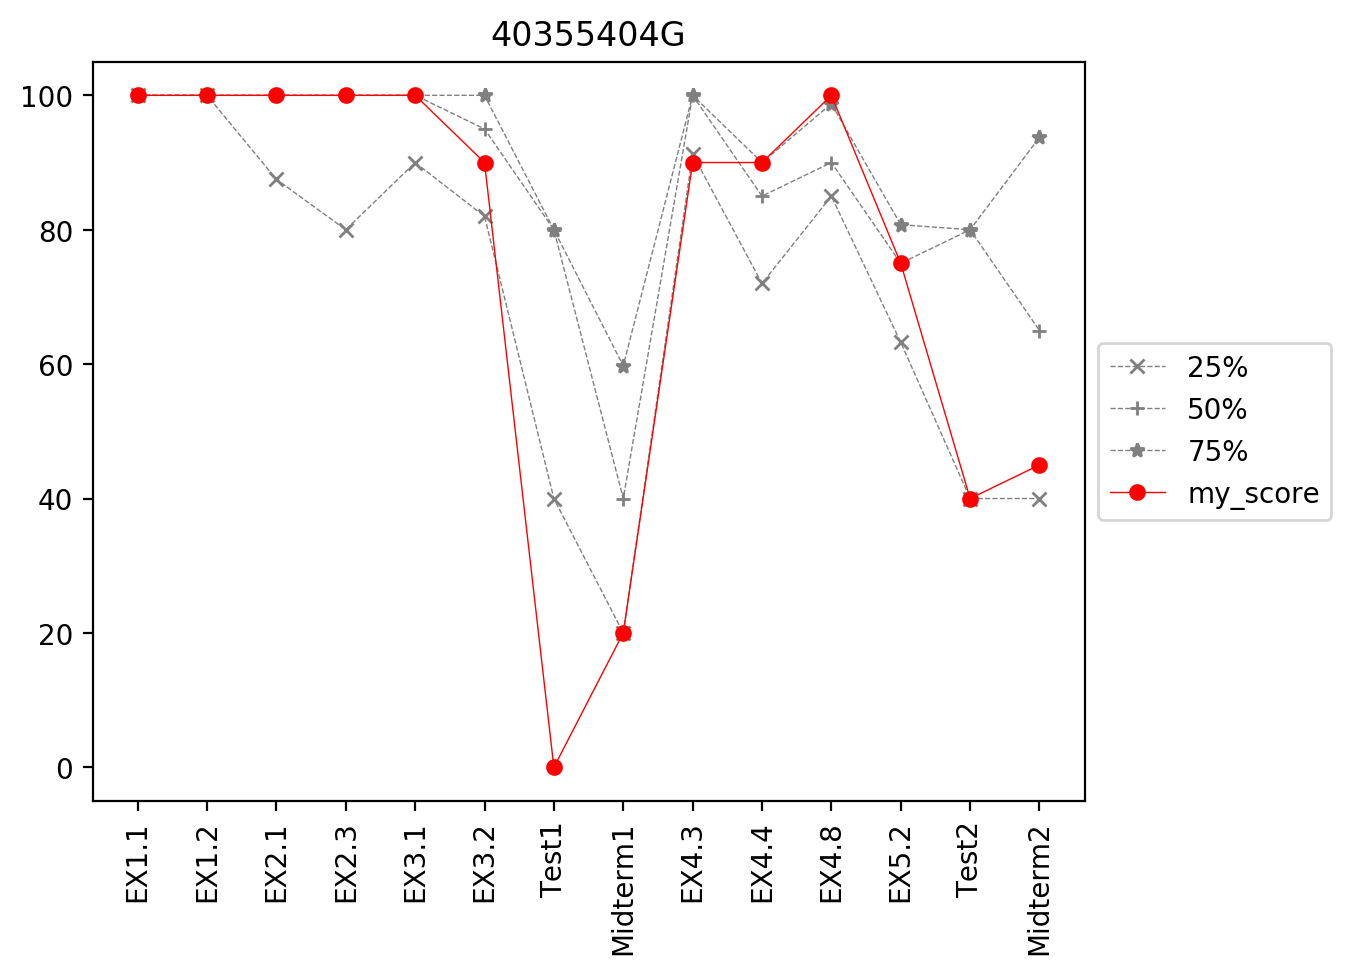 40355404G
100
80
60
40
20
0
EX1.1
EX1.2
EX2.1
EX2.3
EX3.1
EX3.2
Test1
Midterm1
EX4.3
EX4.4
EX4.8
EX5.2
Test2
Midterm2
25%
50%
75%
my_score